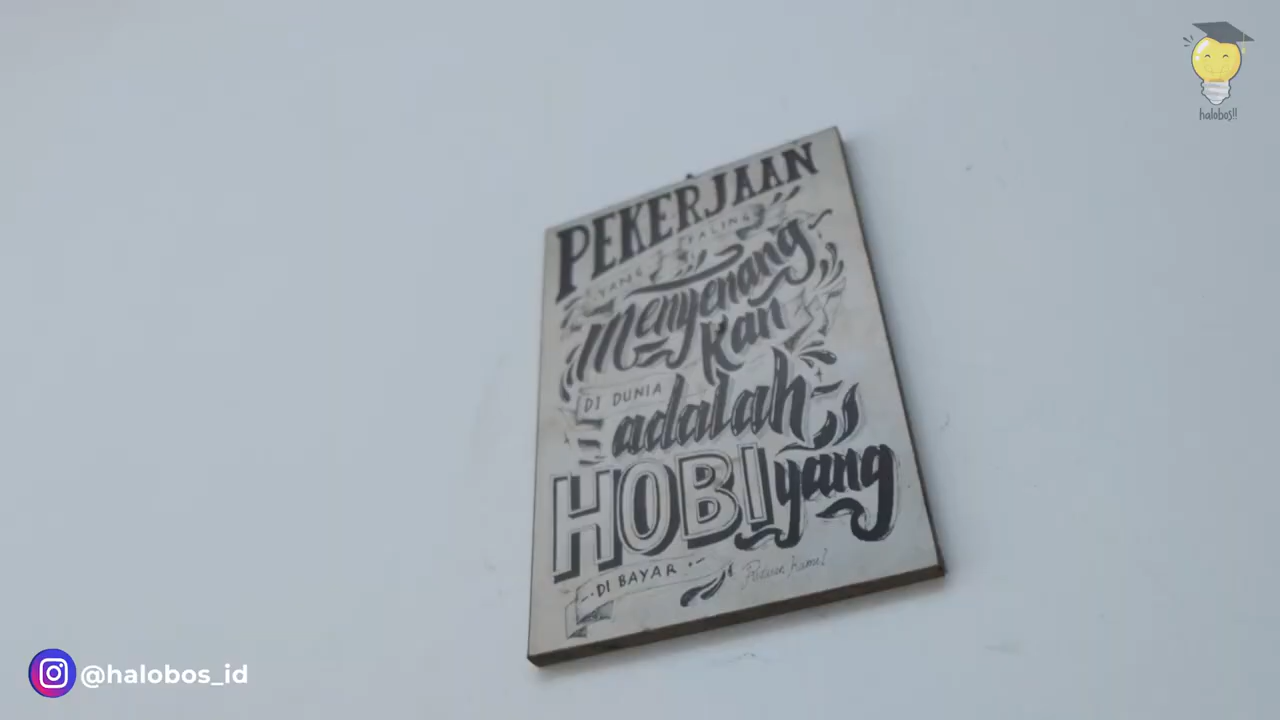 halobos!!
PEKERJAAN
YANG PALING
Menyenang
kan
DI DUNIA
adalah
HOBI yang
DI BAYAR
@halobos_id